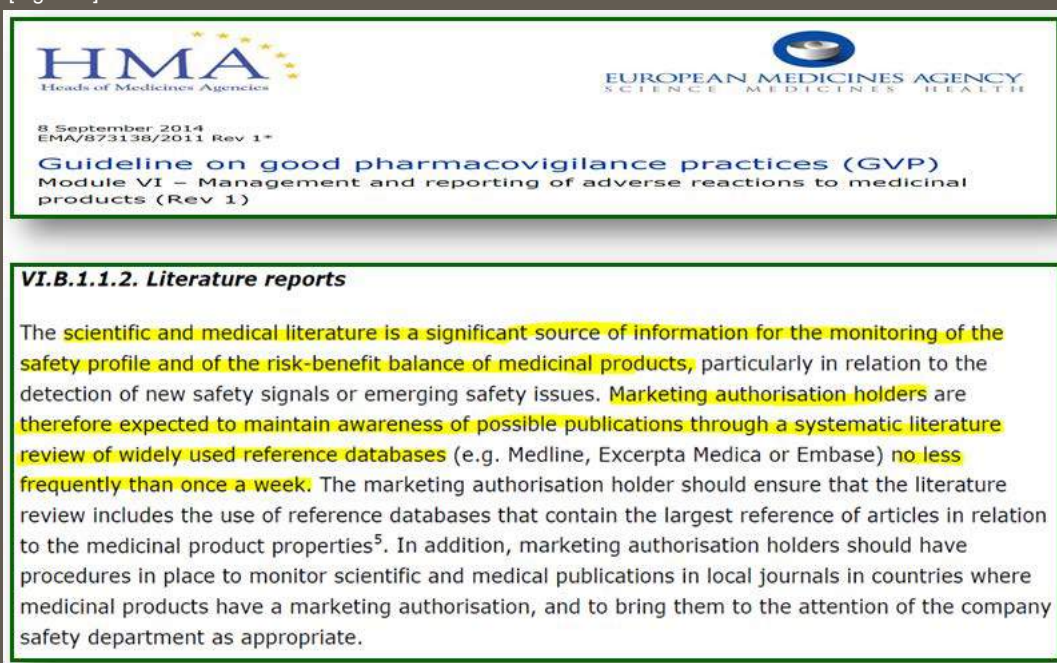 HMA
Heads of Medicines Agencies
EUROPEAN MEDICINES AGENCY
SCIENCE MEDICINES HEALTH
8 September 2014
EMA/873138/2011 Rev 1*
Guideline on good pharmacovigilance practices (GVP)
Module VI – Management and reporting of adverse reactions to medicinal
products (Rev 1)
VI.B.1.1.2. Literature reports
The scientific and medical literature is a significant source of information for the monitoring of the
safety profile and of the risk-benefit balance of medicinal products, particularly in relation to the
detection of new safety signals or emerging safety issues. Marketing authorisation holders are
therefore expected to maintain awareness of possible publications through a systematic literature
review of widely used reference databases (e.g. Medline, Excerpta Medica or Embase) no less
frequently than once a week. The marketing authorisation holder should ensure that the literature
review includes the use of reference databases that contain the largest reference of articles in relation
to the medicinal product properties⁵. In addition, marketing authorisation holders should have
procedures in place to monitor scientific and medical publications in local journals in countries where
medicinal products have a marketing authorisation, and to bring them to the attention of the company
safety department as appropriate.